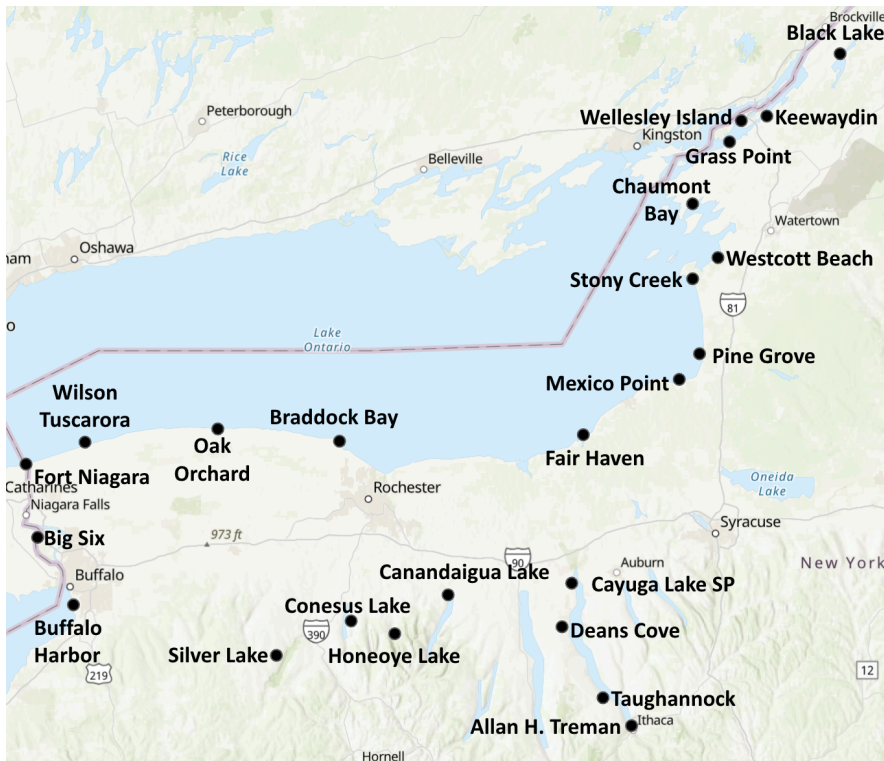 Brockville
Black Lake
Peterborough
Wellesley Island
Keewaydin
Kingston
Grass Point
Belleville
Rice
Lake
Chaumont
Bay
Watertown
Oshawa
ham
Westcott Beach
Stony Creek
81
o
Lake
Ontario
Pine Grove
Mexico Point
Wilson
Tuscarora
Braddock Bay
Oak
Orchard
Fair Haven
Fort Niagara
Catharines
Rochester
Oneida
Lake
Niagara Falls
Syracuse
Big Six
973 ft
90
New York
Auburn
Canandaigua Lake
Buffalo
Cayuga Lake SP
Conesus Lake
Buffalo
Harbor
390
Deans Cove
Silver Lake
Honeoye Lake
219
12
Taughannock
Allan H. Treman
Ithaca
Hornell